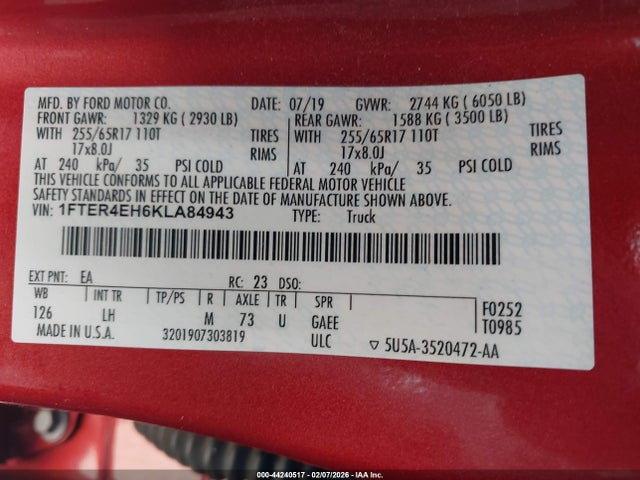 MFD. BY FORD MOTOR CO. DATE: 07/19 GVWR: 2744 KG ( 6050 LB)
FRONT GAWR: 1329 KG ( 2930 LB) REAR GAWR: 1588 KG ( 3500 LB)
WITH 255/65R17 110T TIRES WITH 255/65R17 110T TIRES
17x8.0J RIMS 17x8.0J RIMS
AT 240 kPa/ 35 PSI COLD AT 240 kPa/ 35 PSI COLD
THIS VEHICLE CONFORMS TO ALL APPLICABLE FEDERAL MOTOR VEHICLE
SAFETY STANDARDS IN EFFECT ON THE DATE OF MANUFACTURE SHOWN ABOVE.
VIN: 1FTER4EH6KLA84943 TYPE: Truck
EXT PNT: EA RC: 23 DSO:
WB INT TR TP/PS R AXLE TR SPR F0252
126 LH M 73 U GAEE T0985
MADE IN U.S.A. 3201907303819 ULC ▽ 5U5A-3520472-AA
000-44240517 - 02/07/2026 - IAA Inc.